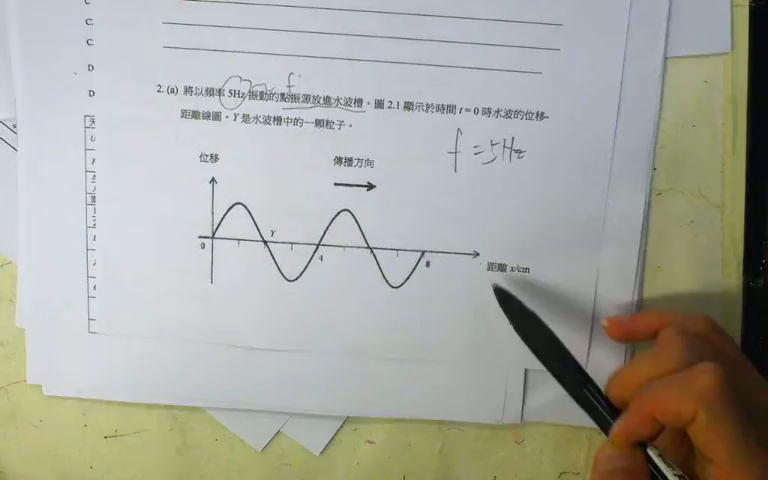 C
C.
C.
D
D
2. (a) 將以頻率 5Hz 振動的點振源放進水波槽。圖 2.1 顯示於時間 t = 0 時水波的位移-
距離線圖。Y 是水波槽中的一顆粒子。
f
f = 5Hz
位移
傳播方向
Y
0
4
8
距離 x/cm